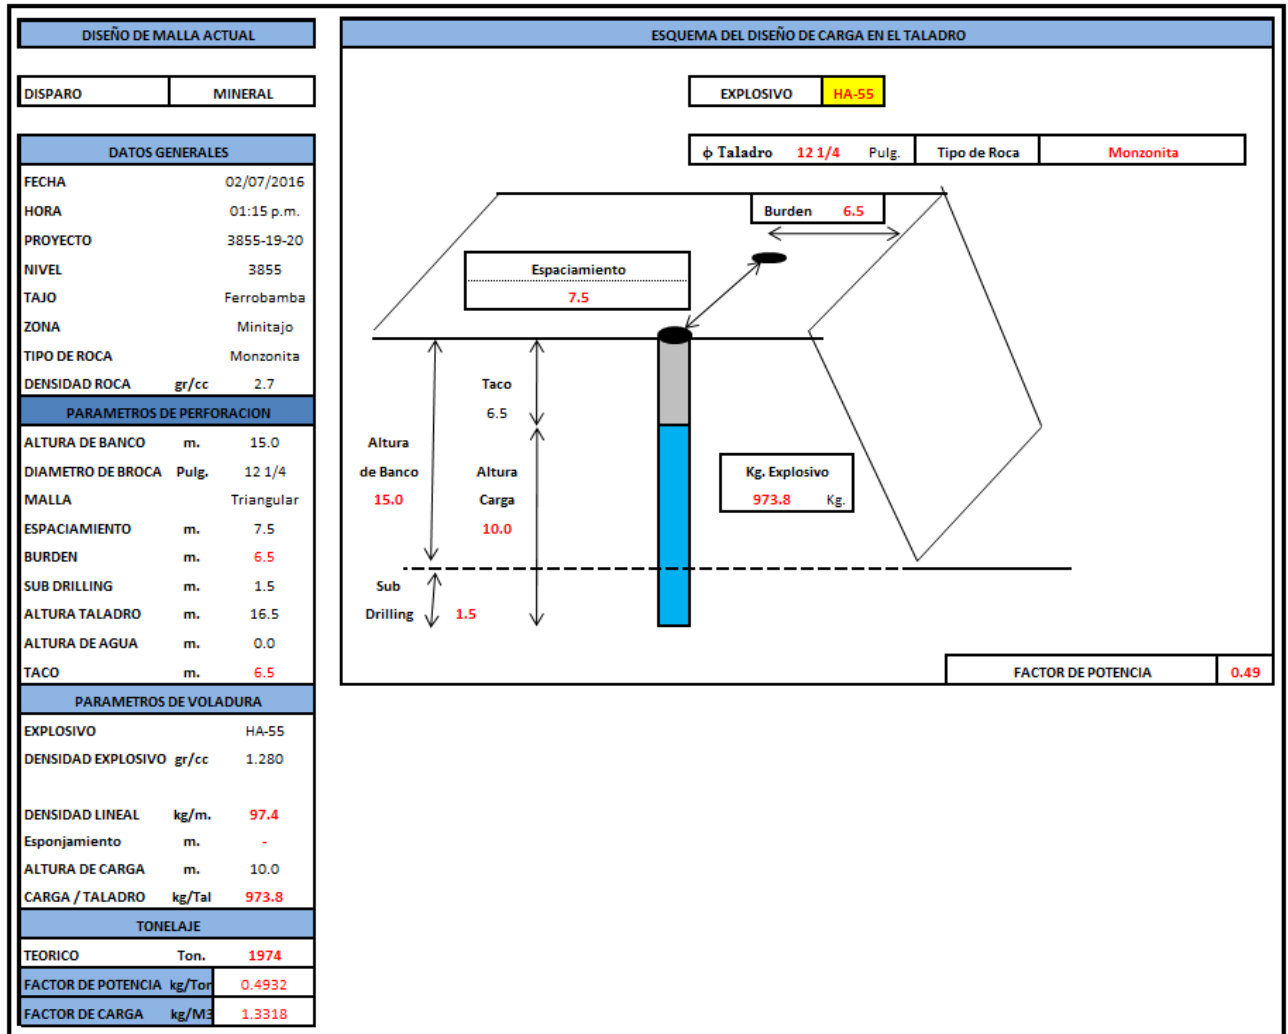 DISEÑO DE MALLA ACTUAL
DISPARO MINERAL
DATOS GENERALES
FECHA 02/07/2016
HORA 01:15 p.m.
PROYECTO 3855-19-20
NIVEL 3855
TAJO Ferrobamba
ZONA Minitajo
TIPO DE ROCA Monzonita
DENSIDAD ROCA gr/cc 2.7
PARAMETROS DE PERFORACION
ALTURA DE BANCO m. 15.0
DIAMETRO DE BROCA Pulg. 12 1/4
MALLA Triangular
ESPACIAMIENTO m. 7.5
BURDEN m. 6.5
SUB DRILLING m. 1.5
ALTURA TALADRO m. 16.5
ALTURA DE AGUA m. 0.0
TACO m. 6.5
PARAMETROS DE VOLADURA
EXPLOSIVO HA-55
DENSIDAD EXPLOSIVO gr/cc 1.280
DENSIDAD LINEAL kg/m. 97.4
Esponjamiento m. -
ALTURA DE CARGA m. 10.0
CARGA / TALADRO kg/Tal 973.8
TONELAJE
TEORICO Ton. 1974
FACTOR DE POTENCIA kg/Ton 0.4932
FACTOR DE CARGA kg/M3 1.3318
ESQUEMA DEL DISEÑO DE CARGA EN EL TALADRO
EXPLOSIVO HA-55
ϕ Taladro 12 1/4 Pulg. Tipo de Roca Monzonita
Burden 6.5
Espaciamiento
7.5
Taco
6.5
Altura
de Banco
15.0
Altura
Carga
10.0
Kg. Explosivo
973.8 Kg.
Sub
Drilling 1.5
FACTOR DE POTENCIA 0.49